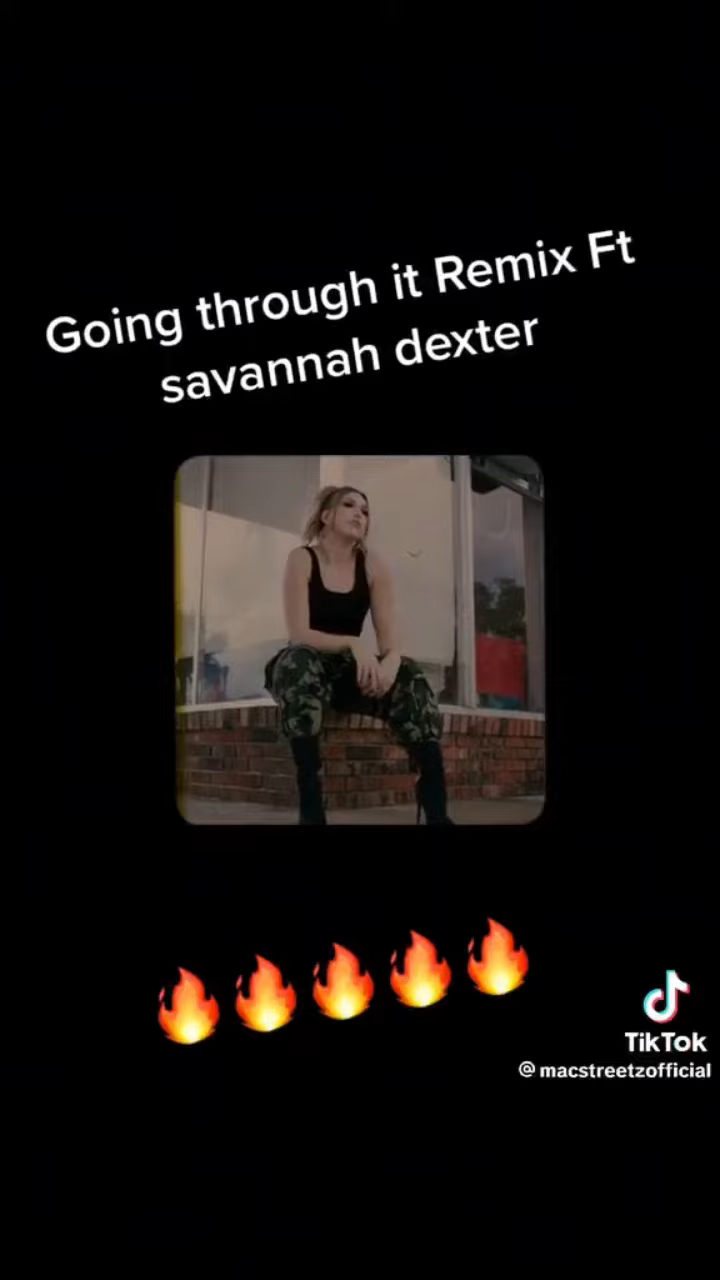 Going through it Remix Ft
savannah dexter
🔥🔥🔥🔥🔥
TikTok
@macstreetzofficial